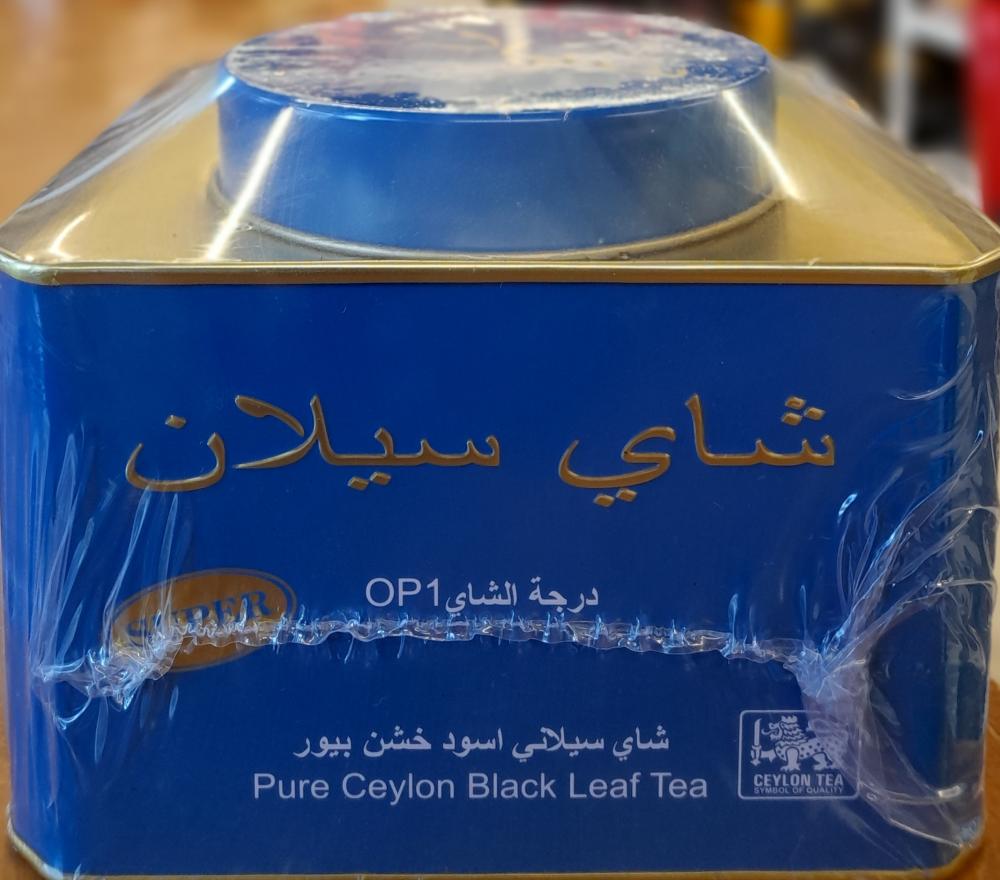 شاي سيلان
درجة الشاي OP1
SUPER
شاي سيلاني اسود خشن بيور
Pure Ceylon Black Leaf Tea
CEYLON TEA
SYMBOL OF QUALITY